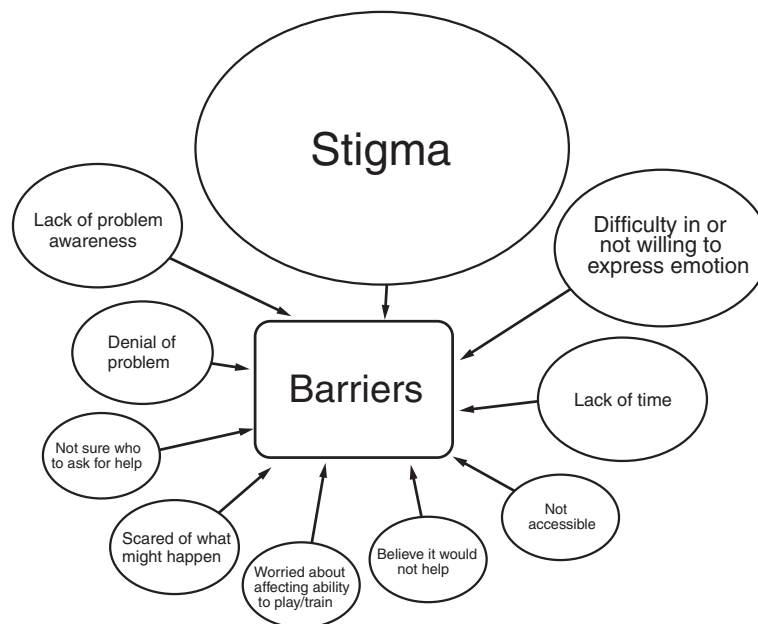 Stigma
Lack of problem
awareness
Difficulty in or
not willing to
express emotion
Denial of
problem
Barriers
Lack of time
Not sure who
to ask for help
Scared of what
might happen
Worried about
affecting ability
to play/train
Believe it would
not help
Not
accessible